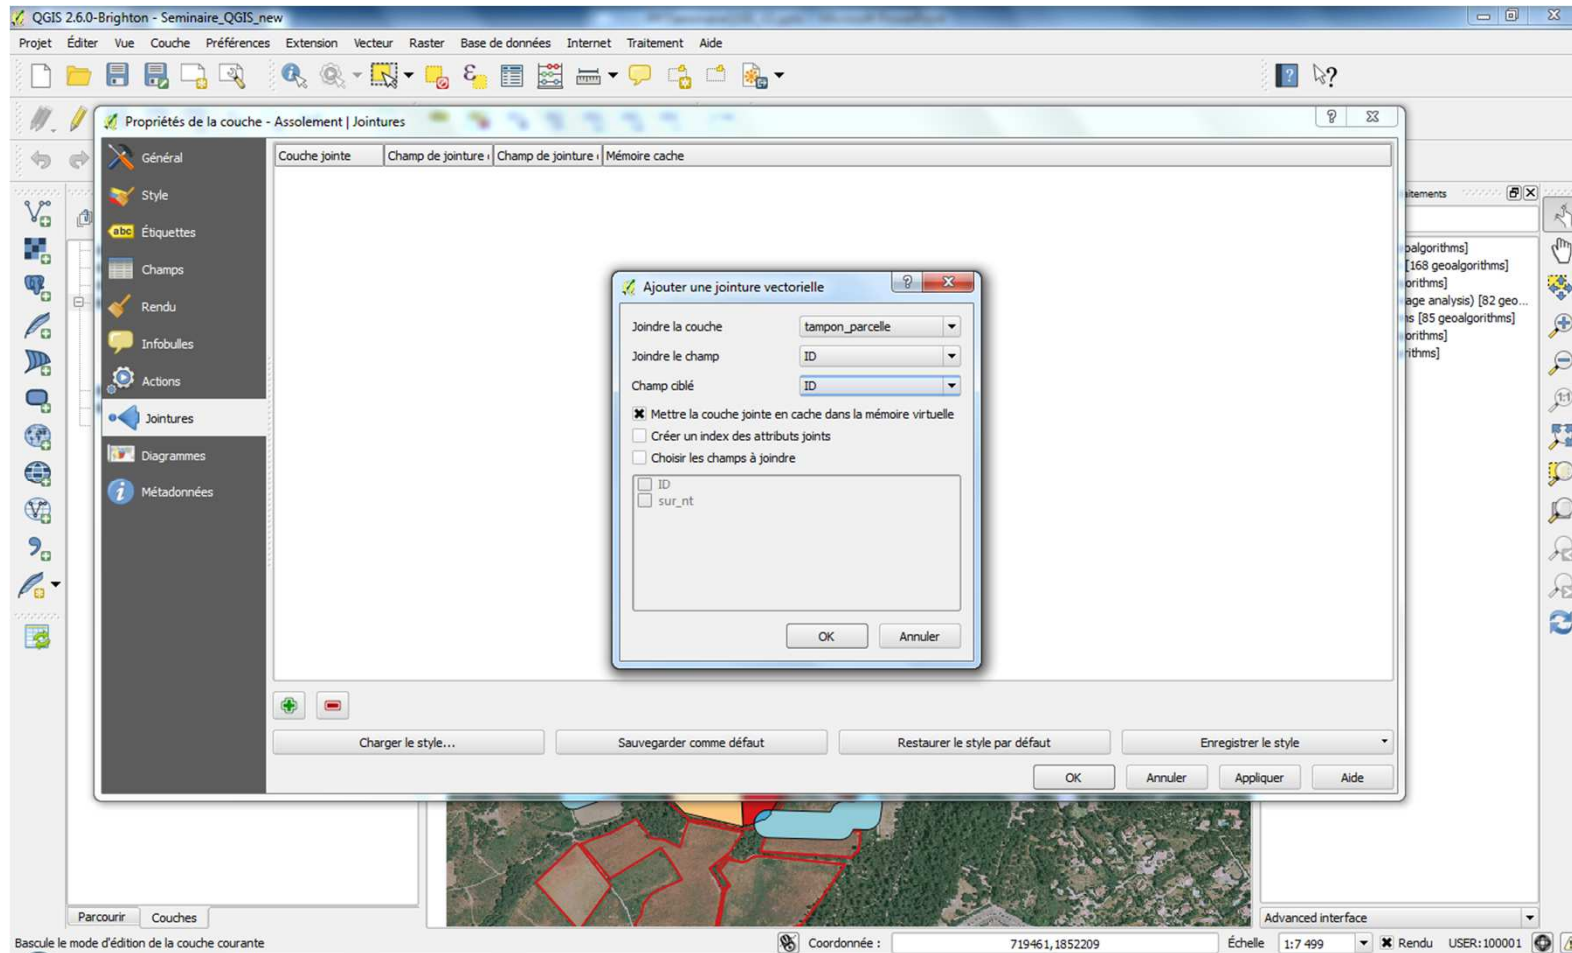 QGIS 2.6.0-Brighton - Seminaire_QGIS_new
Projet Éditer Vue Couche Préférences Extension Vecteur Raster Base de données Internet Traitement Aide
Propriétés de la couche - Assolement | Jointures
Général
Style
Étiquettes
Champs
Rendu
Infobulles
Actions
Jointures
Diagrammes
Métadonnées
Couche jointe Champ de jointure Champ de jointure Mémoire cache
Ajouter une jointure vectorielle
Joindre la couche tampon_parcelle
Joindre le champ ID
Champ ciblé ID
Mettre la couche jointe en cache dans la mémoire virtuelle
Créer un index des attributs joints
Choisir les champs à joindre
ID
sur_nt
OK Annuler
Charger le style... Sauvegarder comme défaut Restaurer le style par défaut Enregistrer le style
OK Annuler Appliquer Aide
itements
oalgorithms]
[168 geoalgorithms]
orithms]
age analysis) [82 geo...
ns [85 geoalgorithms]
orithms]
rithms]
Parcourir Couches
Advanced interface
Bascule le mode d'édition de la couche courante
Coordonnée : 719461,1852209 Échelle 1:7 499 Rendu USER:100001